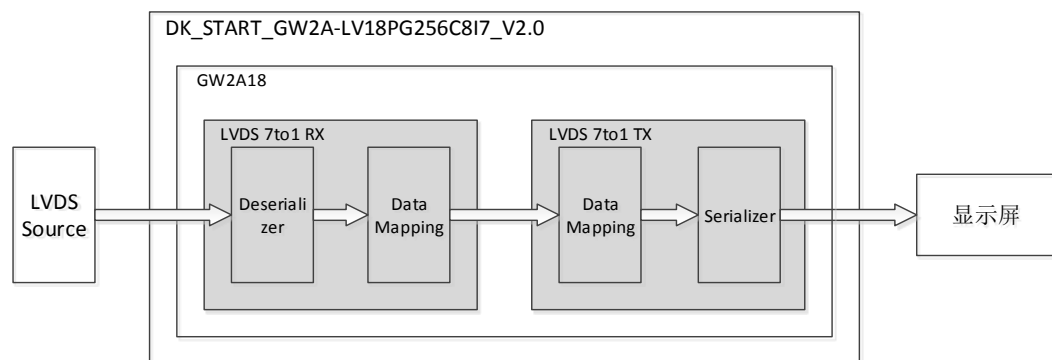 DK_START_GW2A-LV18PG256C8I7_V2.0
GW2A18
LVDS 7to1 RX
LVDS 7to1 TX
LVDS
Source
Deseriali
zer
Data
Mapping
Data
Mapping
Serializer
显示屏